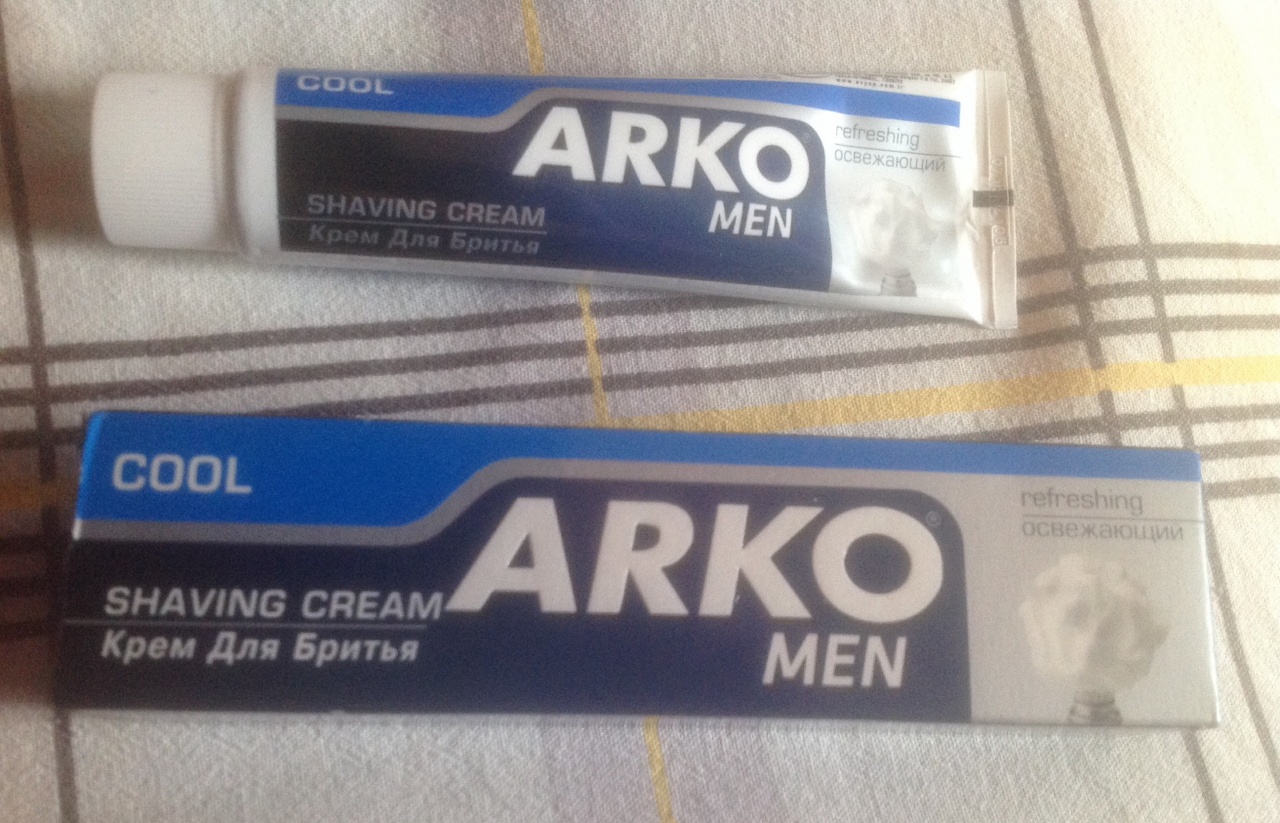 COOL
ARKO
MEN
SHAVING CREAM
Крем Для Бритья
refreshing
освежающий
COOL
ARKO®
MEN
SHAVING CREAM
Крем Для Бритья
refreshing
освежающий